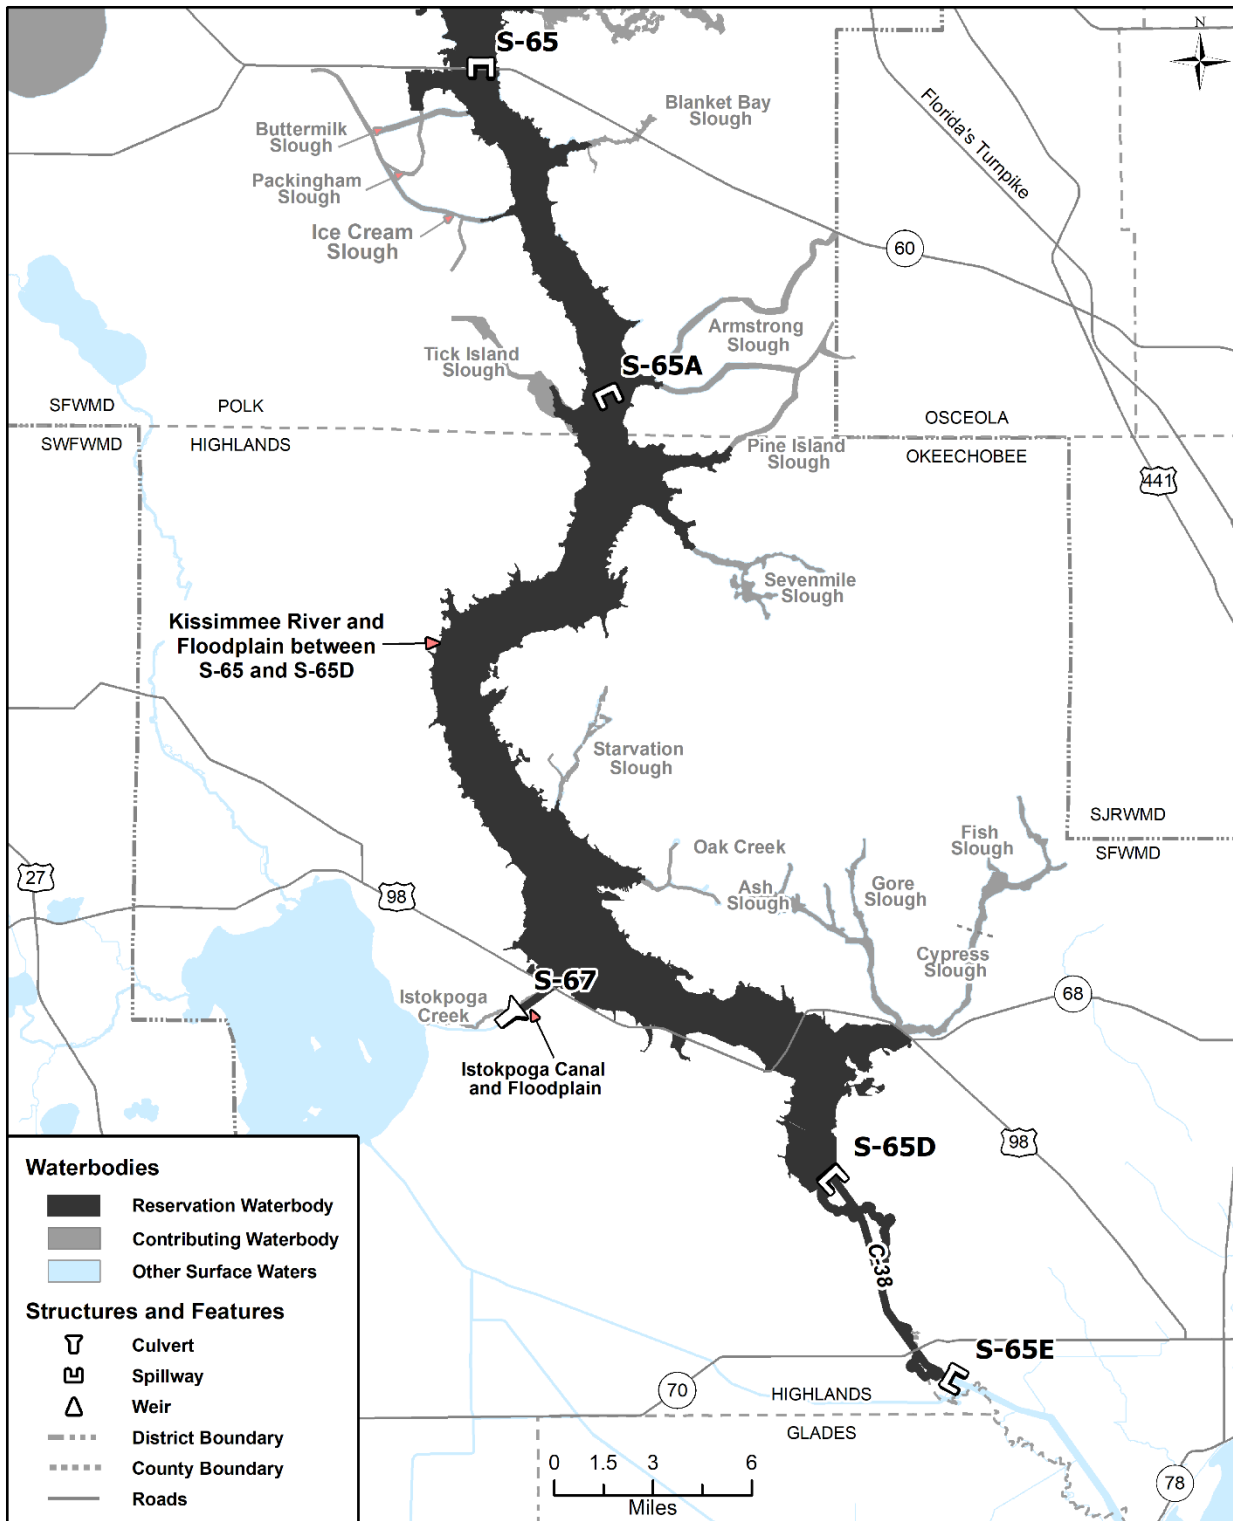 N
S-65
Blanket Bay
Slough
Florida's Turnpike
Buttermilk
Slough
Packingham
Slough
Ice Cream
Slough
60
Armstrong
Slough
Tick Island
Slough
S-65A
SFWMD
POLK
OSCEOLA
SWFWMD
HIGHLANDS
Pine Island
Slough
OKEECHOBEE
441
Sevenmile
Slough
Kissimmee River and
Floodplain between
S-65 and S-65D
Starvation
Slough
SJRWMD
SFWMD
Fish
Slough
Oak Creek
27
98
Ash
Slough
Gore
Slough
Cypress
Slough
S-67
68
Istokpoga
Creek
Istokpoga Canal
and Floodplain
98
S-65D
C-38
S-65E
70
HIGHLANDS
GLADES
78
Waterbodies
Reservation Waterbody
Contributing Waterbody
Other Surface Waters
Structures and Features
Culvert
Spillway
Weir
District Boundary
County Boundary
Roads
0 1.5 3 6
Miles